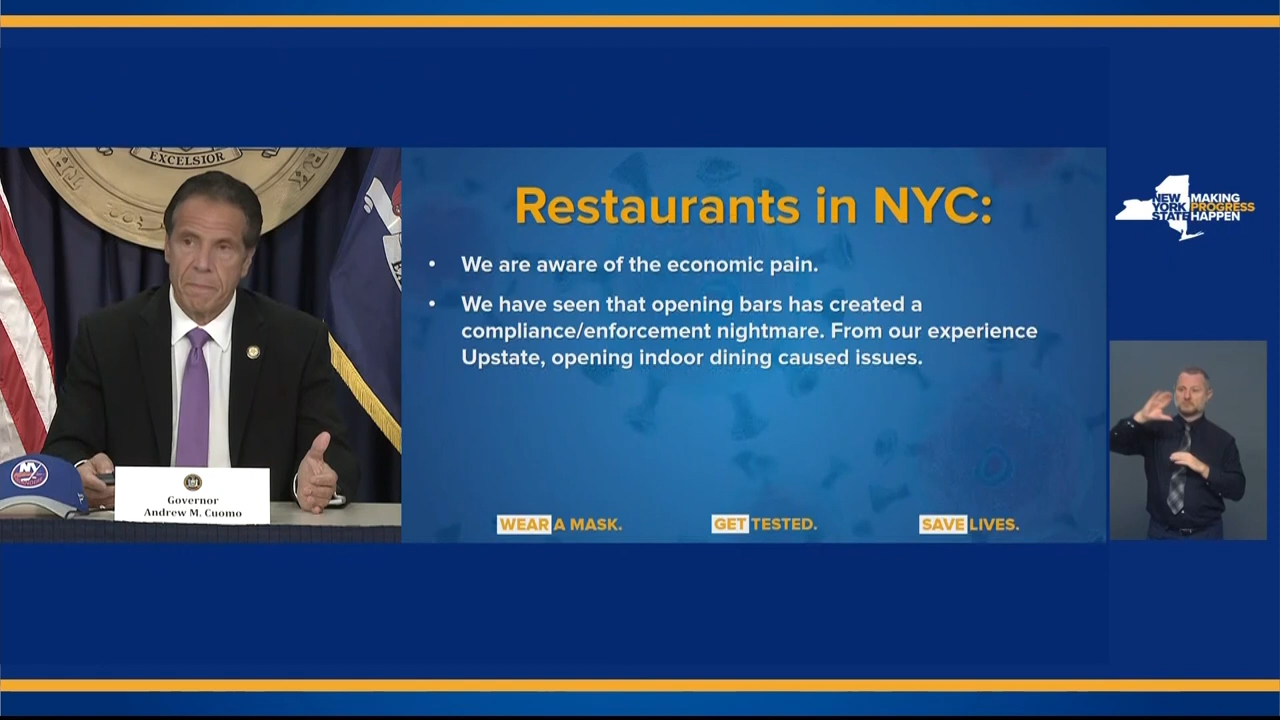 EXCELSIOR
NY
Governor
Andrew M. Cuomo
Restaurants in NYC:
• We are aware of the economic pain.
• We have seen that opening bars has created a
compliance/enforcement nightmare. From our experience
Upstate, opening indoor dining caused issues.
WEAR A MASK.
GET TESTED.
SAVE LIVES.
NEW
YORK
STATE
MAKING
PROGRESS
HAPPEN